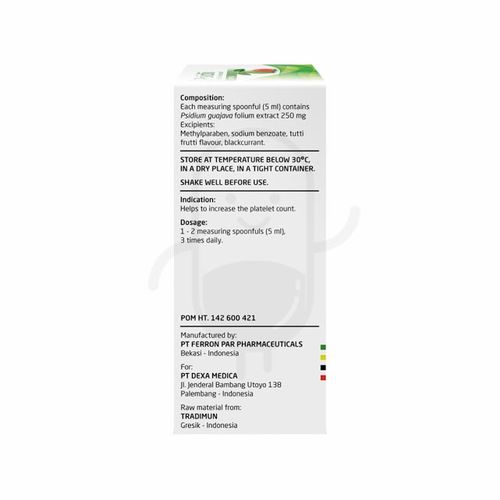 Composition:
Each measuring spoonful (5 ml) contains
Psidium guajava folium extract 250 mg
Excipients:
Methylparaben, sodium benzoate, tutti
frutti flavour, blackcurrant.
STORE AT TEMPERATURE BELOW 30°C,
IN A DRY PLACE, IN A TIGHT CONTAINER.
SHAKE WELL BEFORE USE.
Indication:
Helps to increase the platelet count.
Dosage:
1 - 2 measuring spoonfuls (5 ml),
3 times daily.
POM HT. 142 600 421
Manufactured by:
PT FERRON PAR PHARMACEUTICALS
Bekasi - Indonesia
For:
PT DEXA MEDICA
Jl. Jenderal Bambang Utoyo 138
Palembang - Indonesia
Raw material from:
TRADIMUN
Gresik - Indonesia